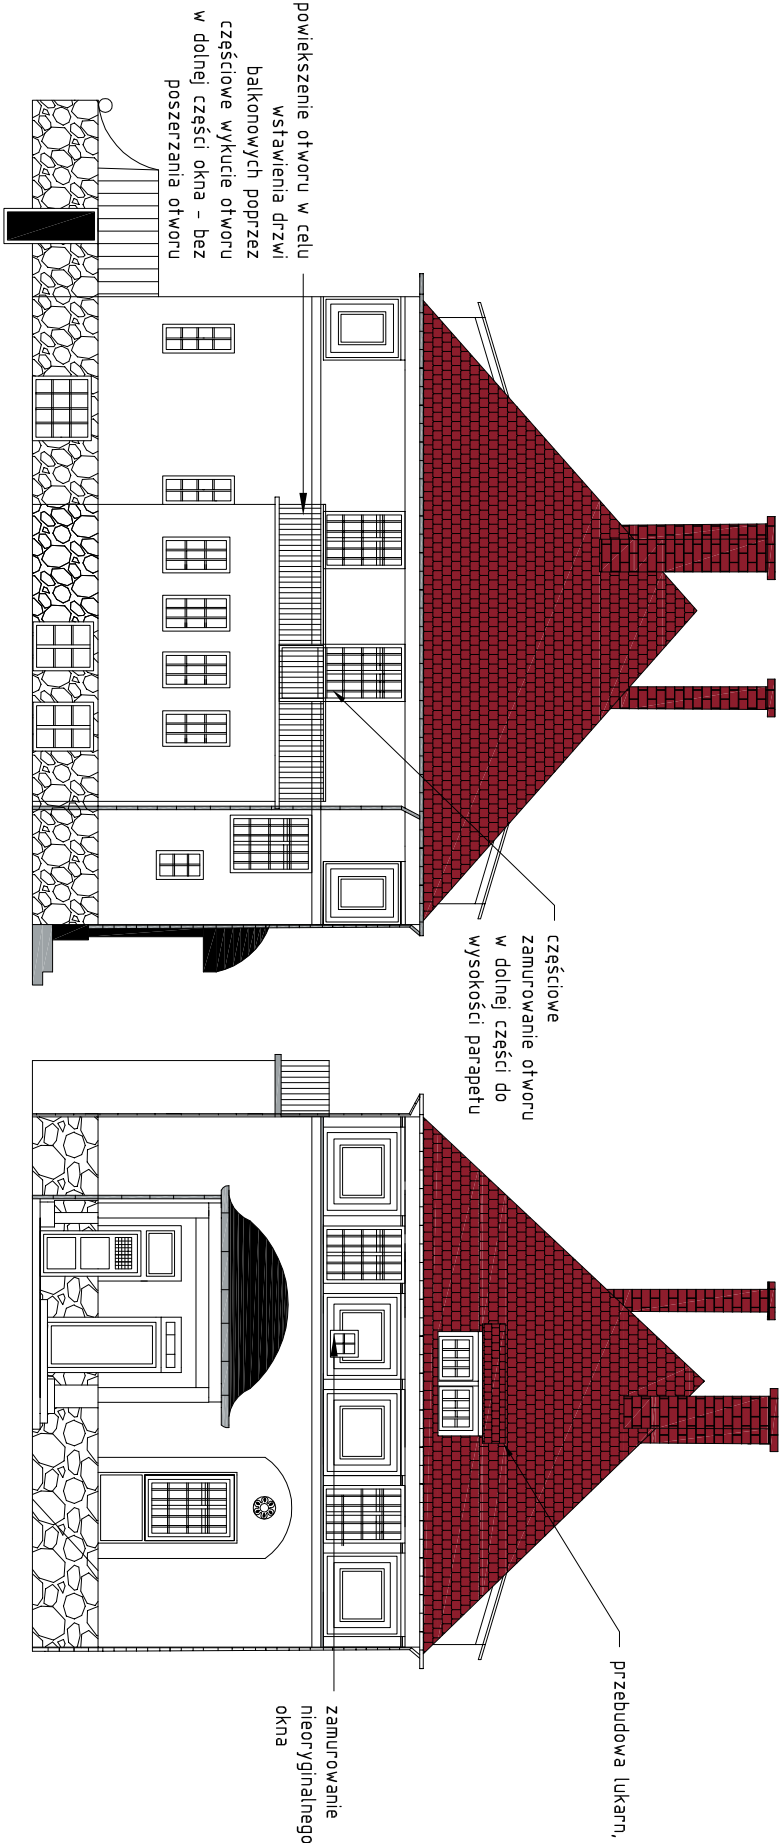 powiekszenie otworu w celu
wstawienia drzwi
balkonowych poprzez
częściowe wykucie otworu
w dolnej części okna - bez
poszerzania otworu
częściowe
zamurowanie otworu
w dolnej części do
wysokości parapetu
przebudowa lukarn,
zamurowanie
nieoryginalnego
okna